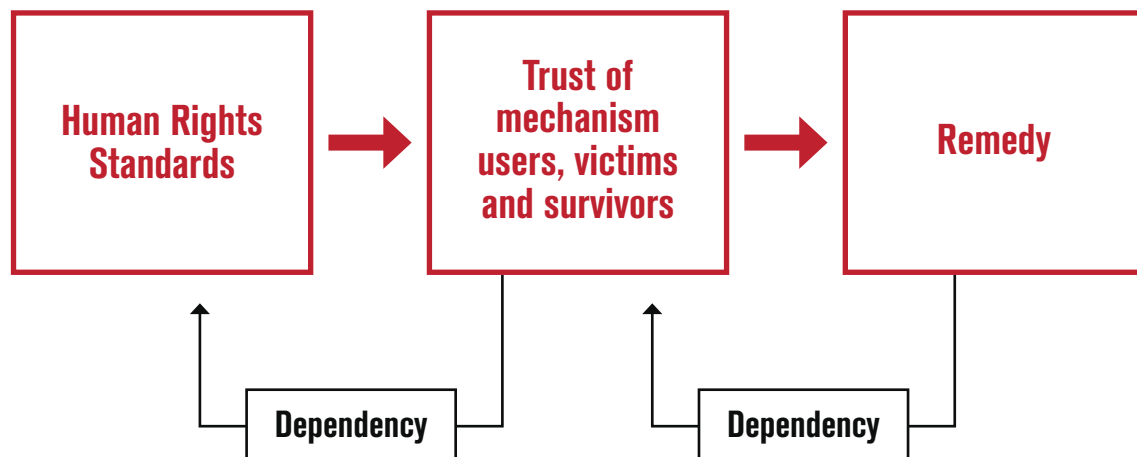 Human Rights
Standards
Trust of
mechanism
users, victims
and survivors
Remedy
Dependency
Dependency